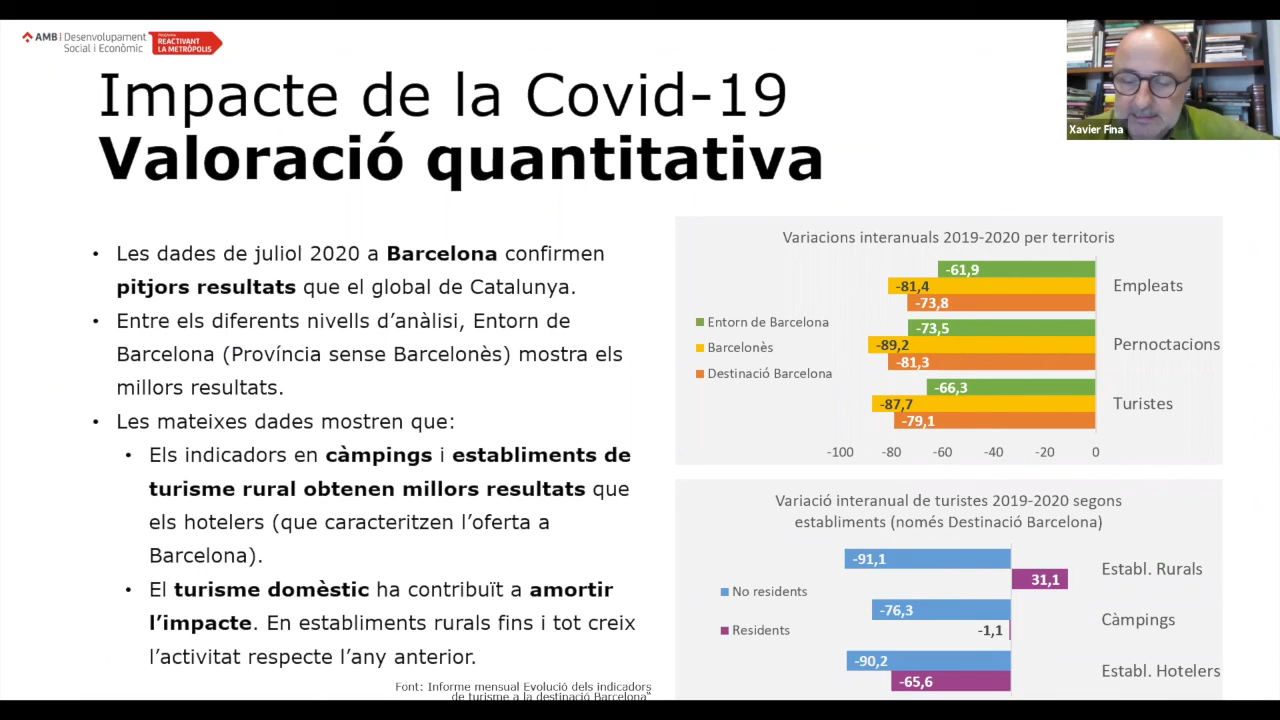 AMB Desenvolupament
Social i Econòmic
REACTIVANT
LA METRÒPOLIS
Xavier Fina
Impacte de la Covid-19
Valoració quantitativa
• Les dades de juliol 2020 a Barcelona confirmen
pitjors resultats que el global de Catalunya.
• Entre els diferents nivells d’anàlisi, Entorn de
Barcelona (Província sense Barcelonès) mostra els
millors resultats.
• Les mateixes dades mostren que:
• Els indicadors en càmpings i establiments de
turisme rural obtenen millors resultats que
els hotelers (que caracteritzen l’oferta a
Barcelona).
• El turisme domèstic ha contribuït a amortir
l’impacte. En establiments rurals fins i tot creix
l’activitat respecte l’any anterior.
Font: Informe mensual Evolució dels indicadors
de turisme a la destinació Barcelona"
Variacions interanuals 2019-2020 per territoris
Entorn de Barcelona
Barcelonès
Destinació Barcelona
-61,9
-81,4
-73,8
Empleats
-73,5
-89,2
-81,3
Pernoctacions
-66,3
-87,7
-79,1
Turistes
-100 -80 -60 -40 -20 0
Variació interanual de turistes 2019-2020 segons
establiments (només Destinació Barcelona)
No residents
Residents
-91,1
31,1
Establ. Rurals
-76,3
-1,1
Càmpings
-90,2
-65,6
Establ. Hotelers